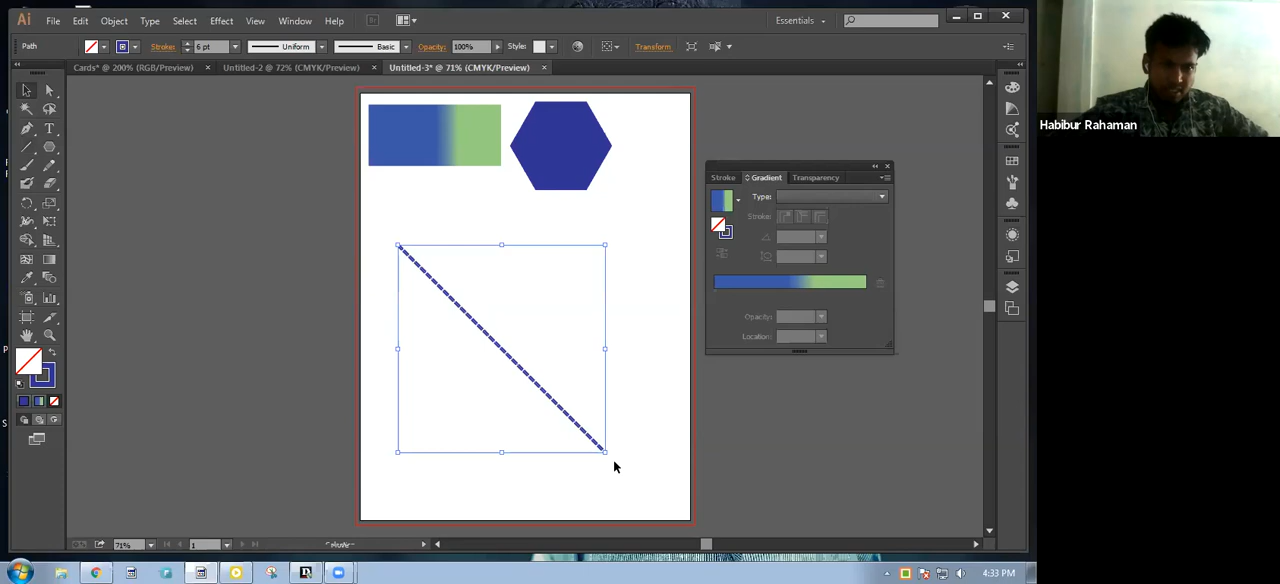 Ai File Edit Object Type Select Effect View Window Help Br Essentials
Path Stroke: 6 pt Uniform Basic Opacity: 100% Style: Transform
Cards* @ 200% (RGB/Preview) × Untitled-2 @ 72% (CMYK/Preview) × Untitled-3* @ 71% (CMYK/Preview) ×
Habibur Rahaman
Stroke Gradient Transparency
Type:
Stroke:
Opacity:
Location:
71% 1
4:33 PM